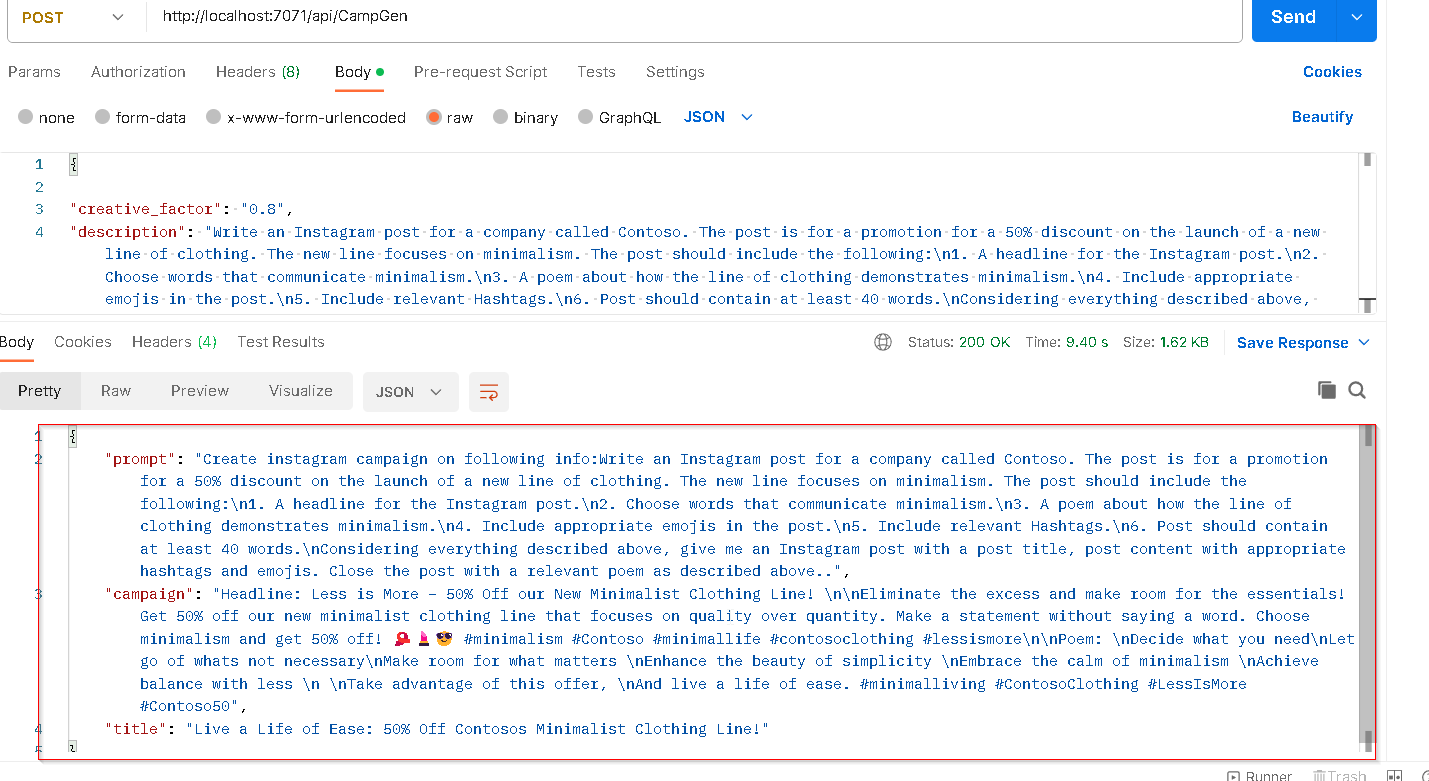 POST http://localhost:7071/api/CampGen Send
Params Authorization Headers (8) Body Pre-request Script Tests Settings Cookies
none form-data x-www-form-urlencoded raw binary GraphQL JSON Beautify
1 {
2
3 "creative_factor": "0.8",
4 "description": "Write an Instagram post for a company called Contoso. The post is for a promotion for a 50% discount on the launch of a new
line of clothing. The new line focuses on minimalism. The post should include the following:\n1. A headline for the Instagram post.\n2.
Choose words that communicate minimalism.\n3. A poem about how the line of clothing demonstrates minimalism.\n4. Include appropriate
emojis in the post.\n5. Include relevant Hashtags.\n6. Post should contain at least 40 words.\nConsidering everything described above,
Body Cookies Headers (4) Test Results Status: 200 OK Time: 9.40 s Size: 1.62 KB Save Response
Pretty Raw Preview Visualize JSON
1 {
2 "prompt": "Create instagram campaign on following info:Write an Instagram post for a company called Contoso. The post is for a promotion
for a 50% discount on the launch of a new line of clothing. The new line focuses on minimalism. The post should include the
following:\n1. A headline for the Instagram post.\n2. Choose words that communicate minimalism.\n3. A poem about how the line of
clothing demonstrates minimalism.\n4. Include appropriate emojis in the post.\n5. Include relevant Hashtags.\n6. Post should contain
at least 40 words.\nConsidering everything described above, give me an Instagram post with a post title, post content with appropriate
hashtags and emojis. Close the post with a relevant poem as described above..",
3 "campaign": "Headline: Less is More – 50% Off our New Minimalist Clothing Line! \n\nEliminate the excess and make room for the essentials!
Get 50% off our new minimalist clothing line that focuses on quality over quantity. Make a statement without saying a word. Choose
minimalism and get 50% off! #minimalism #Contoso #minimallife #contosoclothing #lessismore\n\nPoem: \nDecide what you need\nLet
go of whats not necessary\nMake room for what matters \nEnhance the beauty of simplicity \nEmbrace the calm of minimalism \nAchieve
balance with less \n \nTake advantage of this offer, \nAnd live a life of ease. #minimalliving #ContosoClothing #LessIsMore
#Contoso50",
4 "title": "Live a Life of Ease: 50% Off Contosos Minimalist Clothing Line!"
5 }
Runner Trash